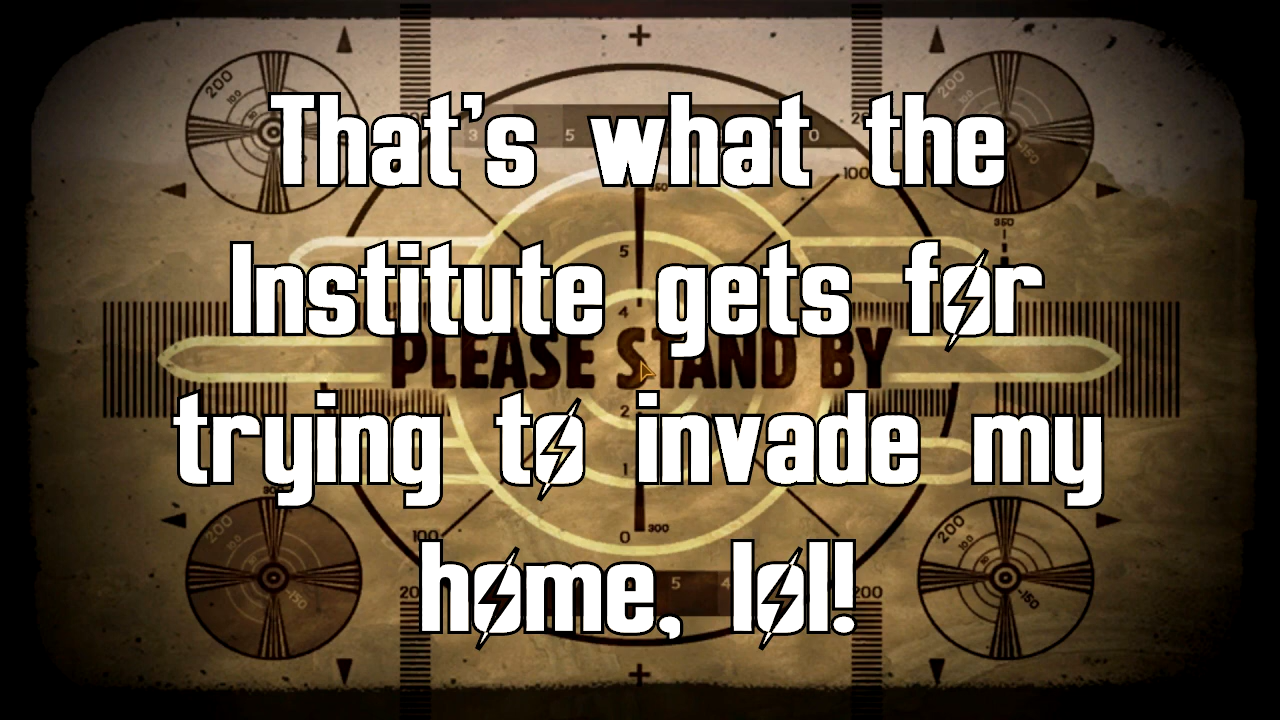 That's what the
Institute gets for
PLEASE STAND BY
trying to invade my
home, lol!